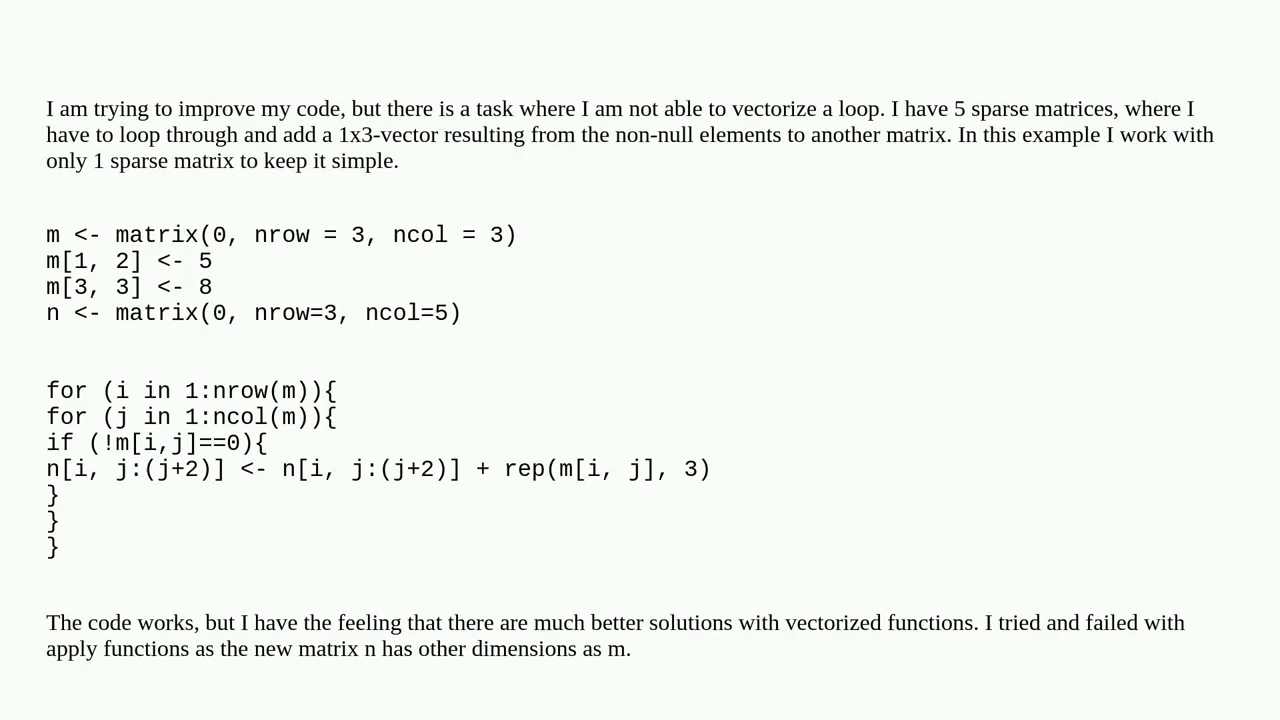 I am trying to improve my code, but there is a task where I am not able to vectorize a loop. I have 5 sparse matrices, where I
have to loop through and add a 1x3-vector resulting from the non-null elements to another matrix. In this example I work with
only 1 sparse matrix to keep it simple.
m <- matrix(0, nrow = 3, ncol = 3)
m[1, 2] <- 5
m[3, 3] <- 8
n <- matrix(0, nrow=3, ncol=5)
for (i in 1:nrow(m)){
for (j in 1:ncol(m)){
if (!m[i,j]==0){
n[i, j:(j+2)] <- n[i, j:(j+2)] + rep(m[i, j], 3)
}
}
}
The code works, but I have the feeling that there are much better solutions with vectorized functions. I tried and failed with
apply functions as the new matrix n has other dimensions as m.